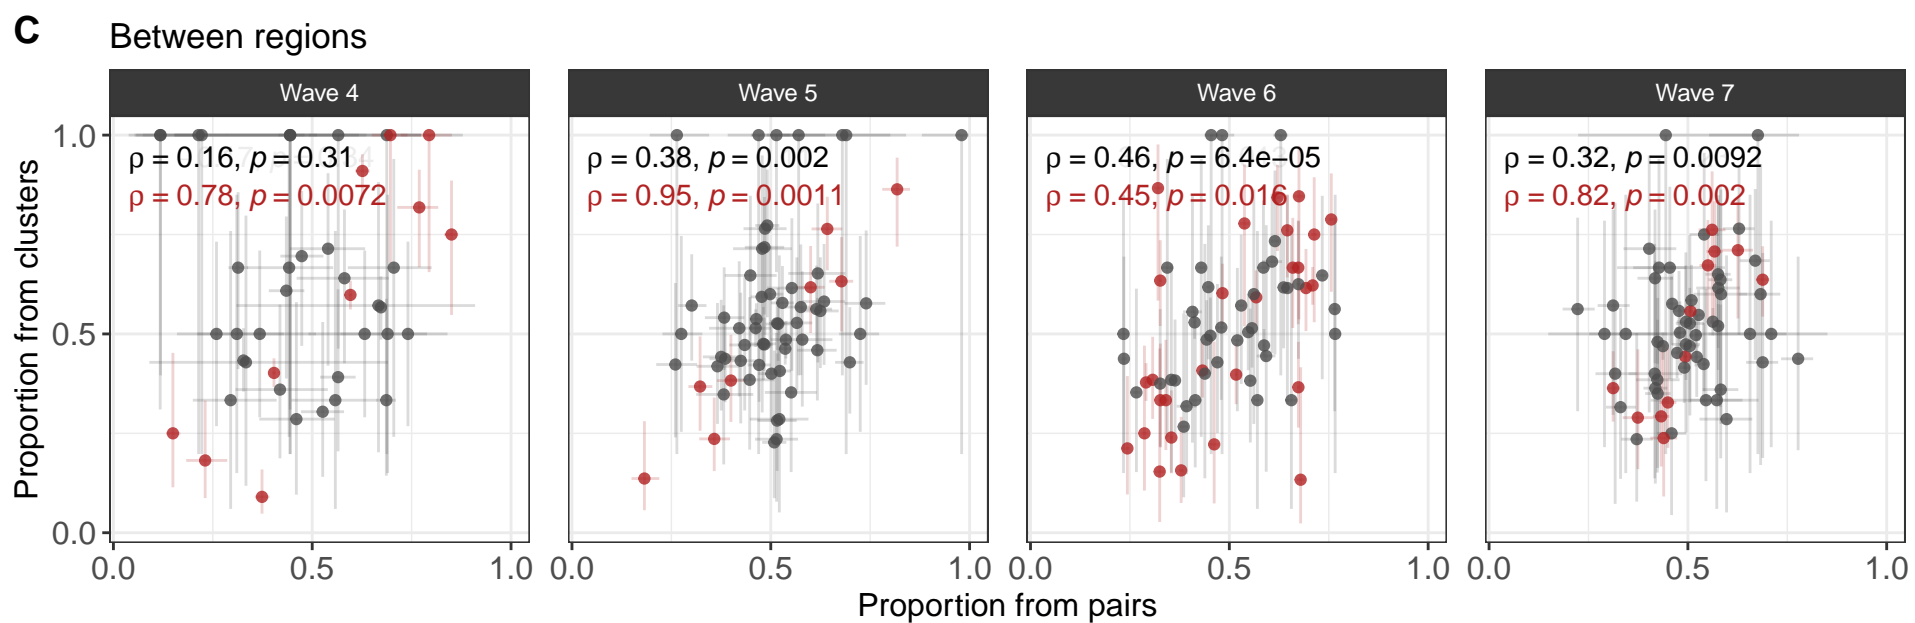 C Between regions
Wave 4 Wave 5 Wave 6 Wave 7
ρ = 0.16, p = 0.31 ρ = 0.38, p = 0.002 ρ = 0.46, p = 6.4e−05 ρ = 0.32, p = 0.0092
ρ = 0.78, p = 0.0072 ρ = 0.95, p = 0.0011 ρ = 0.45, p = 0.016 ρ = 0.82, p = 0.002
Proportion from clusters
1.0
0.5
0.0
0.0 0.5 1.0 0.0 0.5 1.0 0.0 0.5 1.0 0.0 0.5 1.0
Proportion from pairs